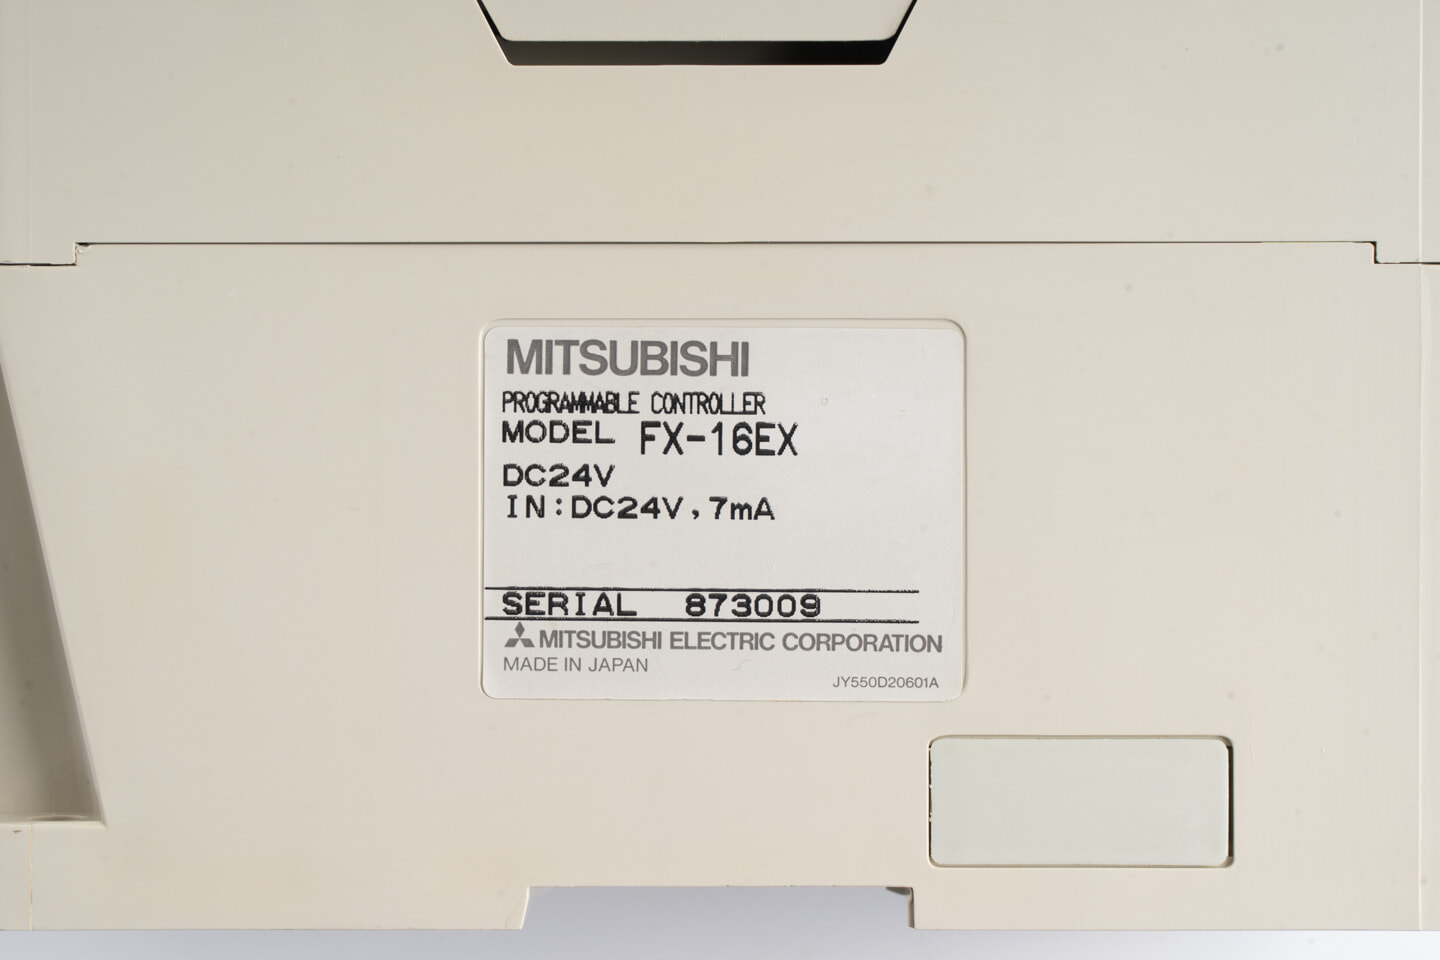 MITSUBISHI
PROGRAMMABLE CONTROLLER
MODEL FX-16EX
DC24V
IN:DC24V,7mA
SERIAL 873009
MITSUBISHI ELECTRIC CORPORATION
MADE IN JAPAN
JY550D20601A